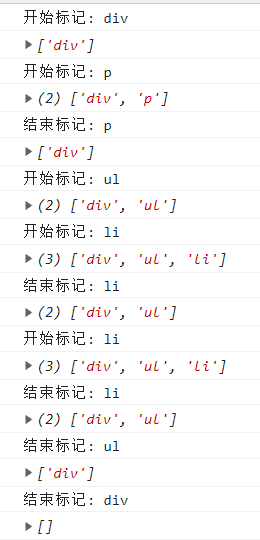 开始标记: div
▶ ['div']
开始标记: p
▶ (2) ['div', 'p']
结束标记: p
▶ ['div']
开始标记: ul
▶ (2) ['div', 'ul']
开始标记: li
▶ (3) ['div', 'ul', 'li']
结束标记: li
▶ (2) ['div', 'ul']
开始标记: li
▶ (3) ['div', 'ul', 'li']
结束标记: li
▶ (2) ['div', 'ul']
结束标记: ul
▶ ['div']
结束标记: div
▶ []